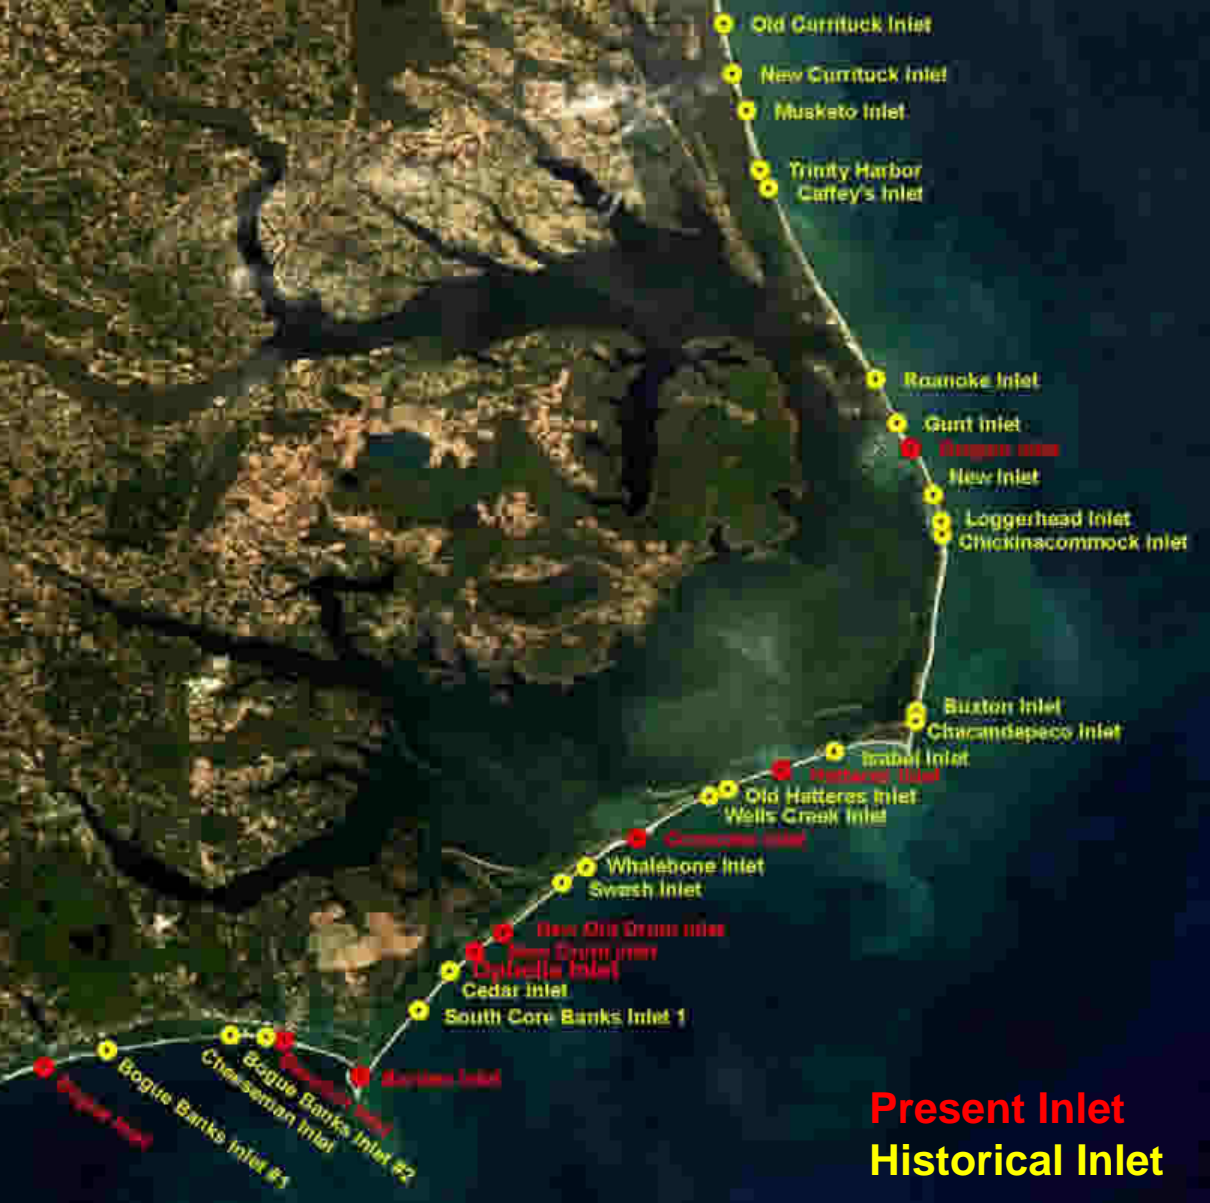 Old Currituck Inlet
New Currituck Inlet
Musketo Inlet
Trinity Harbor
Caffey's Inlet
Roanoke Inlet
Gunt Inlet
Oregon Inlet
New Inlet
Loggerhead Inlet
Chickinacommock Inlet
Buxton Inlet
Chacandepeco Inlet
Isabel Inlet
Hatteras Inlet
Old Hatteras Inlet
Wells Creek Inlet
Ocracoke Inlet
Whalebone Inlet
Swash Inlet
New Old Drum Inlet
New Drum Inlet
Ophelia Inlet
Cedar Inlet
South Core Banks Inlet 1
Barden Inlet
Bogue Inlet
Bogue Banks Inlet #1
Cheeseman Inlet
Bogue Banks Inlet #2
Inlet
Present Inlet
Historical Inlet